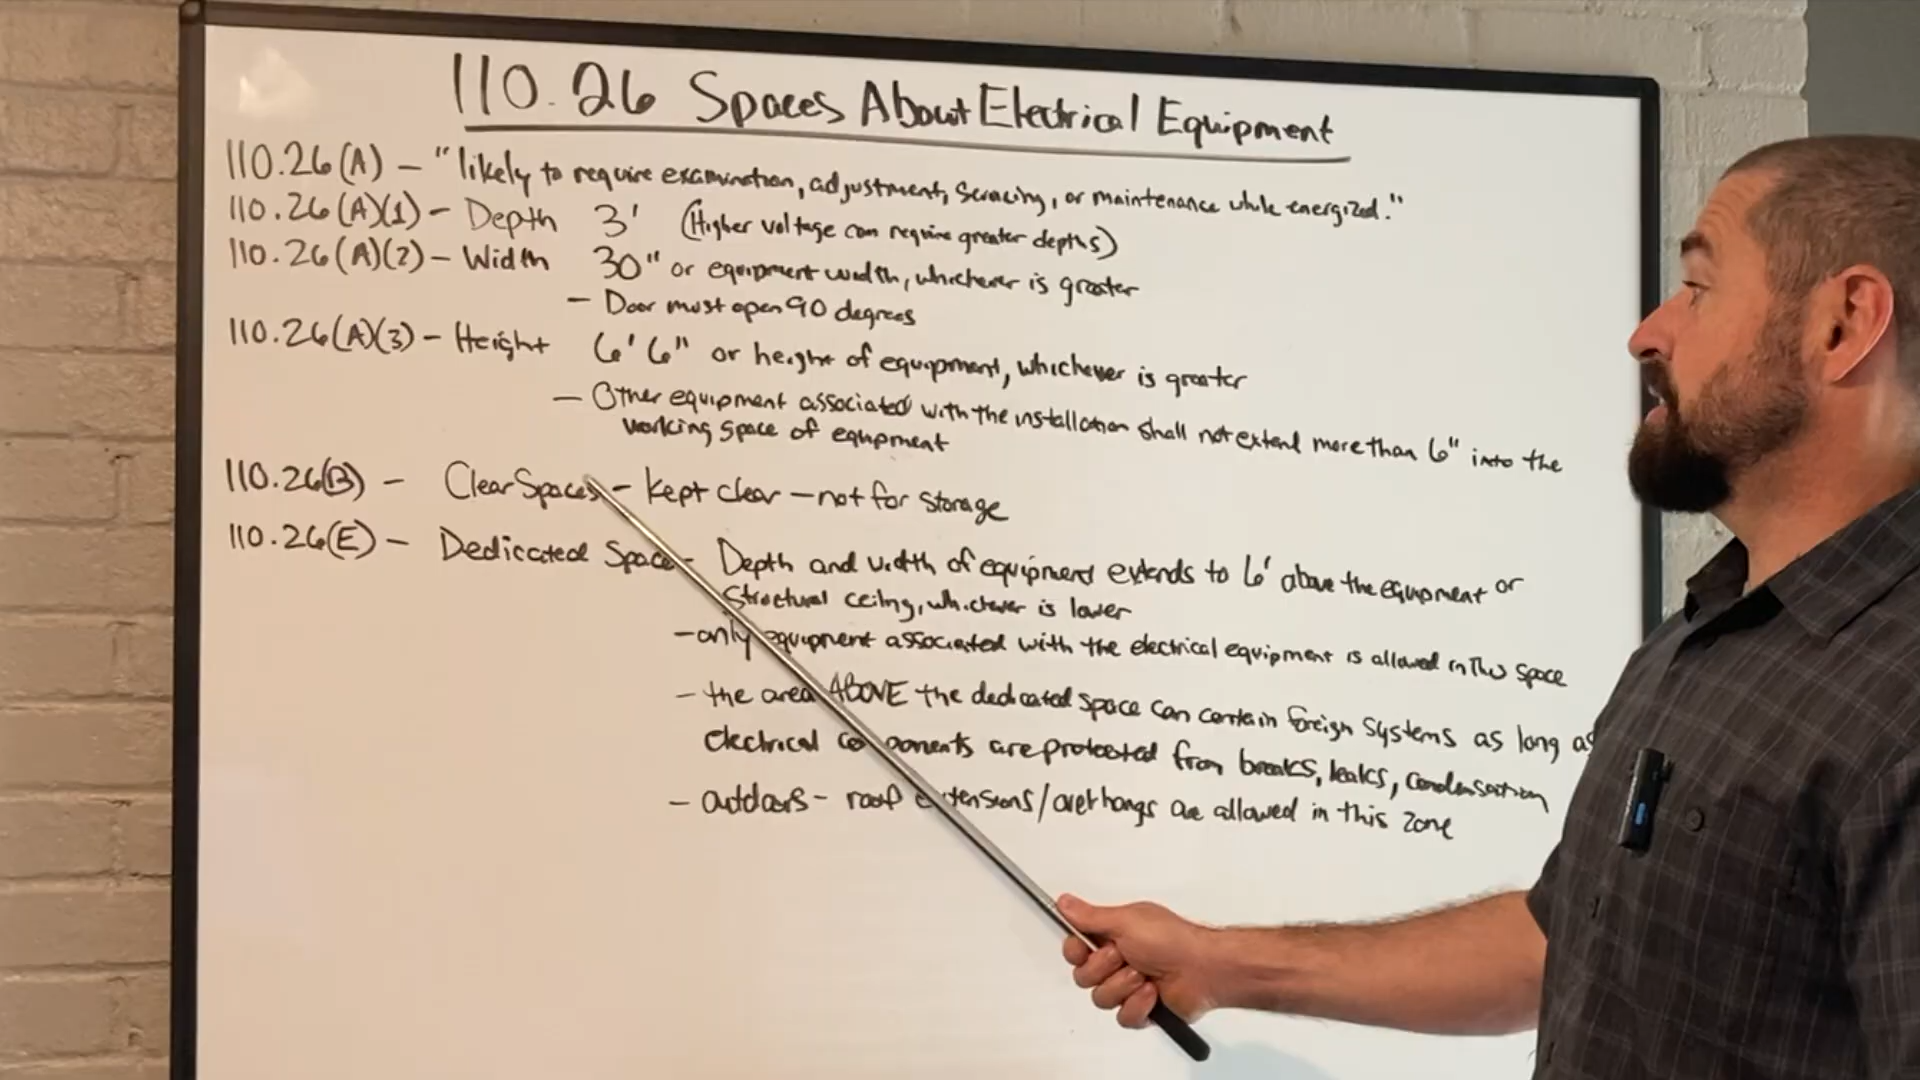 110.26 Spaces About Electrical Equipment
110.26(A) - "likely to require examination, adjustment, servicing, or maintenance while energized."
110.26(A)(1) - Depth 3' (Higher voltage can require greater depths)
110.26(A)(2) - Width 30" or equipment width, whichever is greater
- Door must open 90 degrees
110.26(A)(3) - Height 6'6" or height of equipment, whichever is greater
- Other equipment associated with the installation shall not extend more than 6" into the
working space of equipment
110.26(B) - Clear Spaces - Kept clear - not for storage
110.26(E) - Dedicated Space - Depth and width of equipment extends to 6' above the equipment or
structural ceiling, whichever is lower
- only equipment associated with the electrical equipment is allowed in this space
- the area ABOVE the dedicated space can contain foreign systems as long as
electrical components are protected from breaks, leaks, condensation
- outdoors - roof extensions/overhangs are allowed in this zone